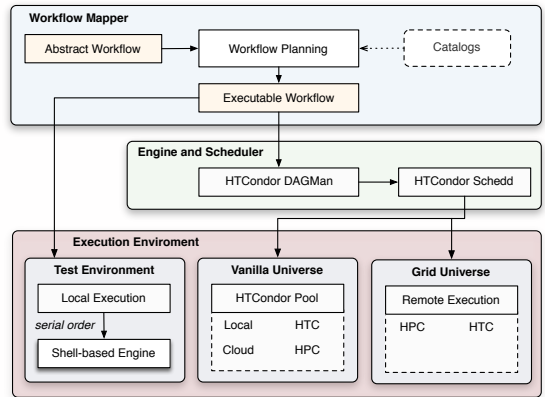 Workflow Mapper
Abstract Workflow
Workflow Planning
Catalogs
Executable Workflow
Engine and Scheduler
HTCondor DAGMan
HTCondor Schedd
Execution Enviroment
Test Environment
Local Execution
serial order
Shell-based Engine
Vanilla Universe
HTCondor Pool
Local HTC
Cloud HPC
Grid Universe
Remote Execution
HPC HTC